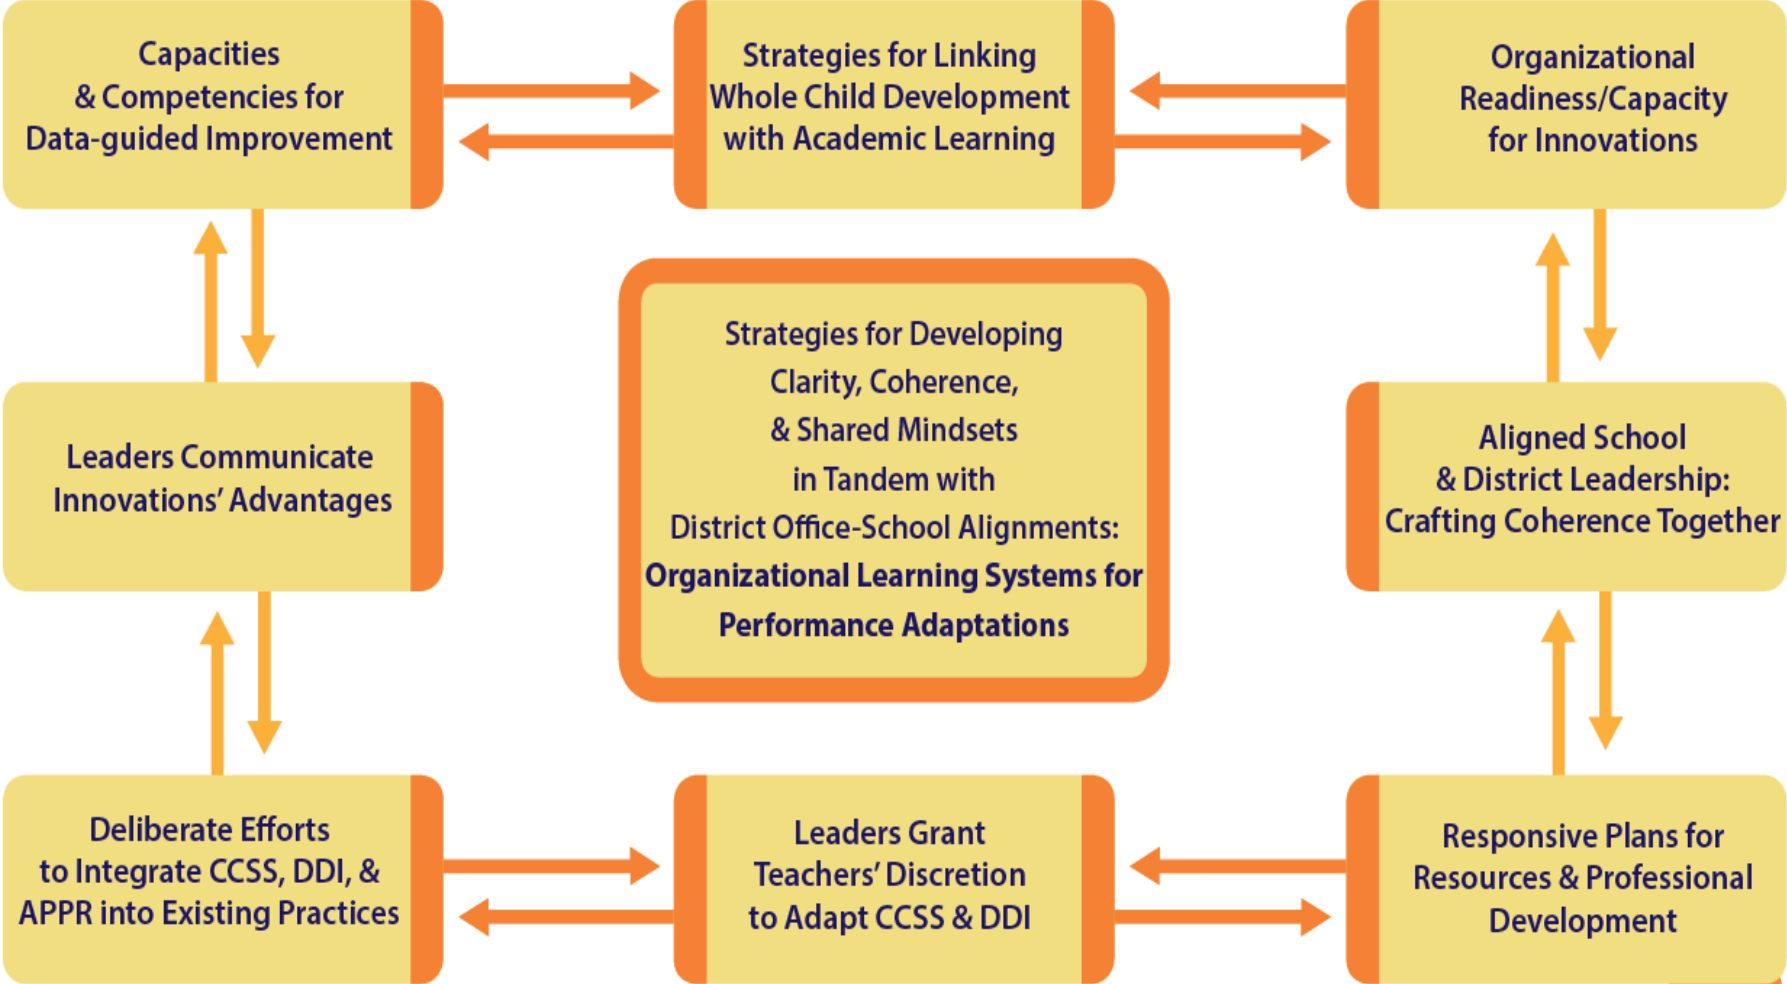 Capacities
& Competencies for
Data-guided Improvement
Strategies for Linking
Whole Child Development
with Academic Learning
Organizational
Readiness/Capacity
for Innovations
Leaders Communicate
Innovations’ Advantages
Strategies for Developing
Clarity, Coherence,
& Shared Mindsets
in Tandem with
District Office-School Alignments:
Organizational Learning Systems for
Performance Adaptations
Aligned School
& District Leadership:
Crafting Coherence Together
Deliberate Efforts
to Integrate CCSS, DDI, &
APPR into Existing Practices
Leaders Grant
Teachers’ Discretion
to Adapt CCSS & DDI
Responsive Plans for
Resources & Professional
Development